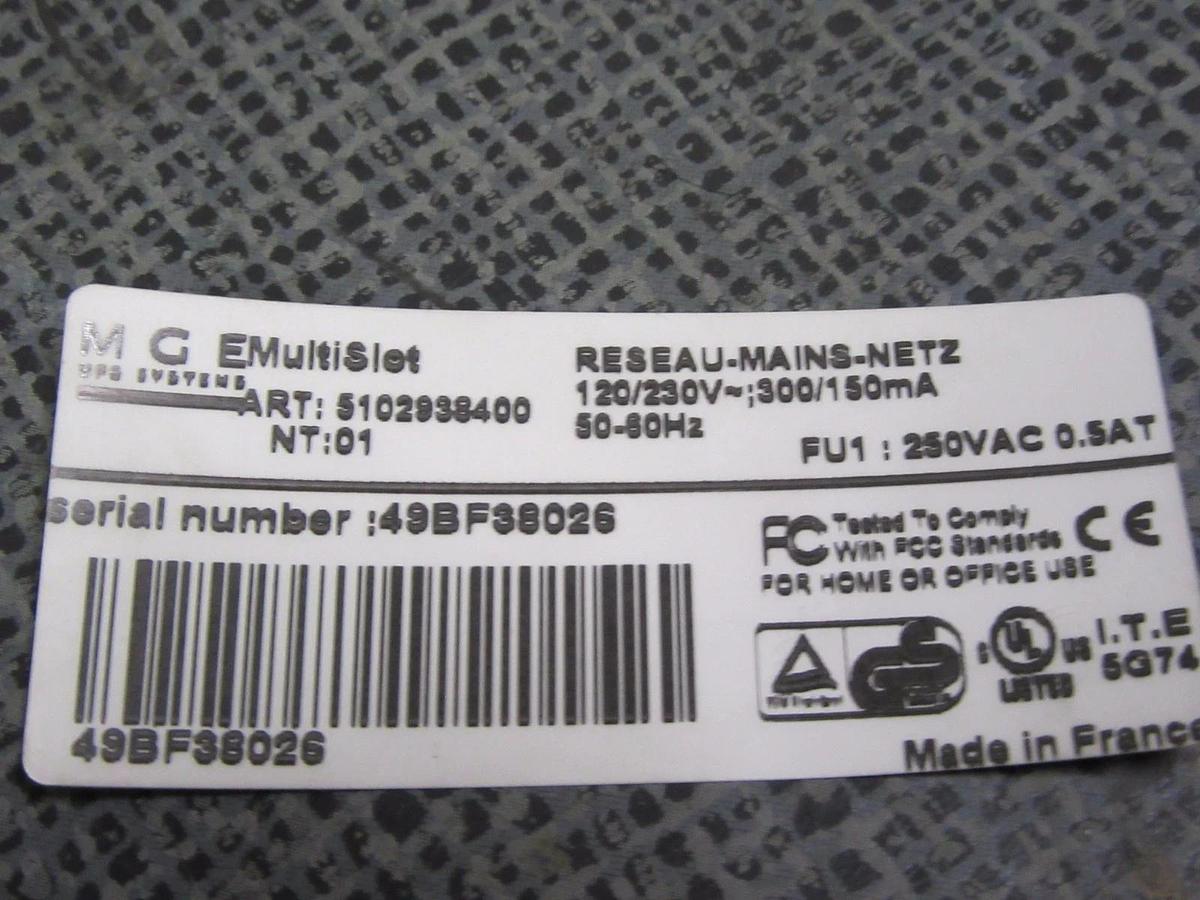 M G E MultiSlot
UPS SYSTEMS
ART: 5102938400
NT:01
RESEAU-MAINS-NETZ
120/230V~;300/150mA
50-60Hz
FU1 : 250VAC 0.5AT
serial number :49BF38026
49BF38026
FC Tested To Comply
With FCC Standards
FOR HOME OR OFFICE USE
CE
c UL us
LISTED
I.T.E
5G74
Made in France